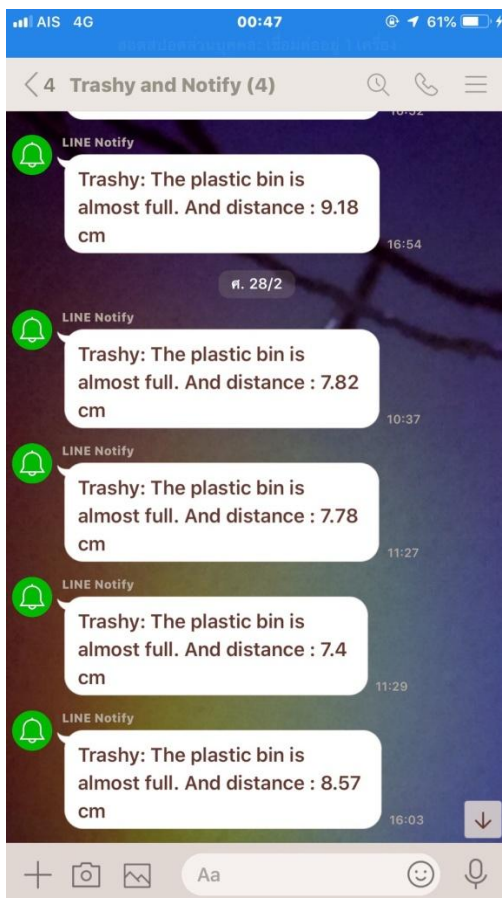 AIS 4G 00:47 61%
4 Trashy and Notify (4)
16:52
LINE Notify
Trashy: The plastic bin is
almost full. And distance : 9.18
cm
16:54
ศ. 28/2
LINE Notify
Trashy: The plastic bin is
almost full. And distance : 7.82
cm
10:37
LINE Notify
Trashy: The plastic bin is
almost full. And distance : 7.78
cm
11:27
LINE Notify
Trashy: The plastic bin is
almost full. And distance : 7.4
cm
11:29
LINE Notify
Trashy: The plastic bin is
almost full. And distance : 8.57
cm
16:03
Aa